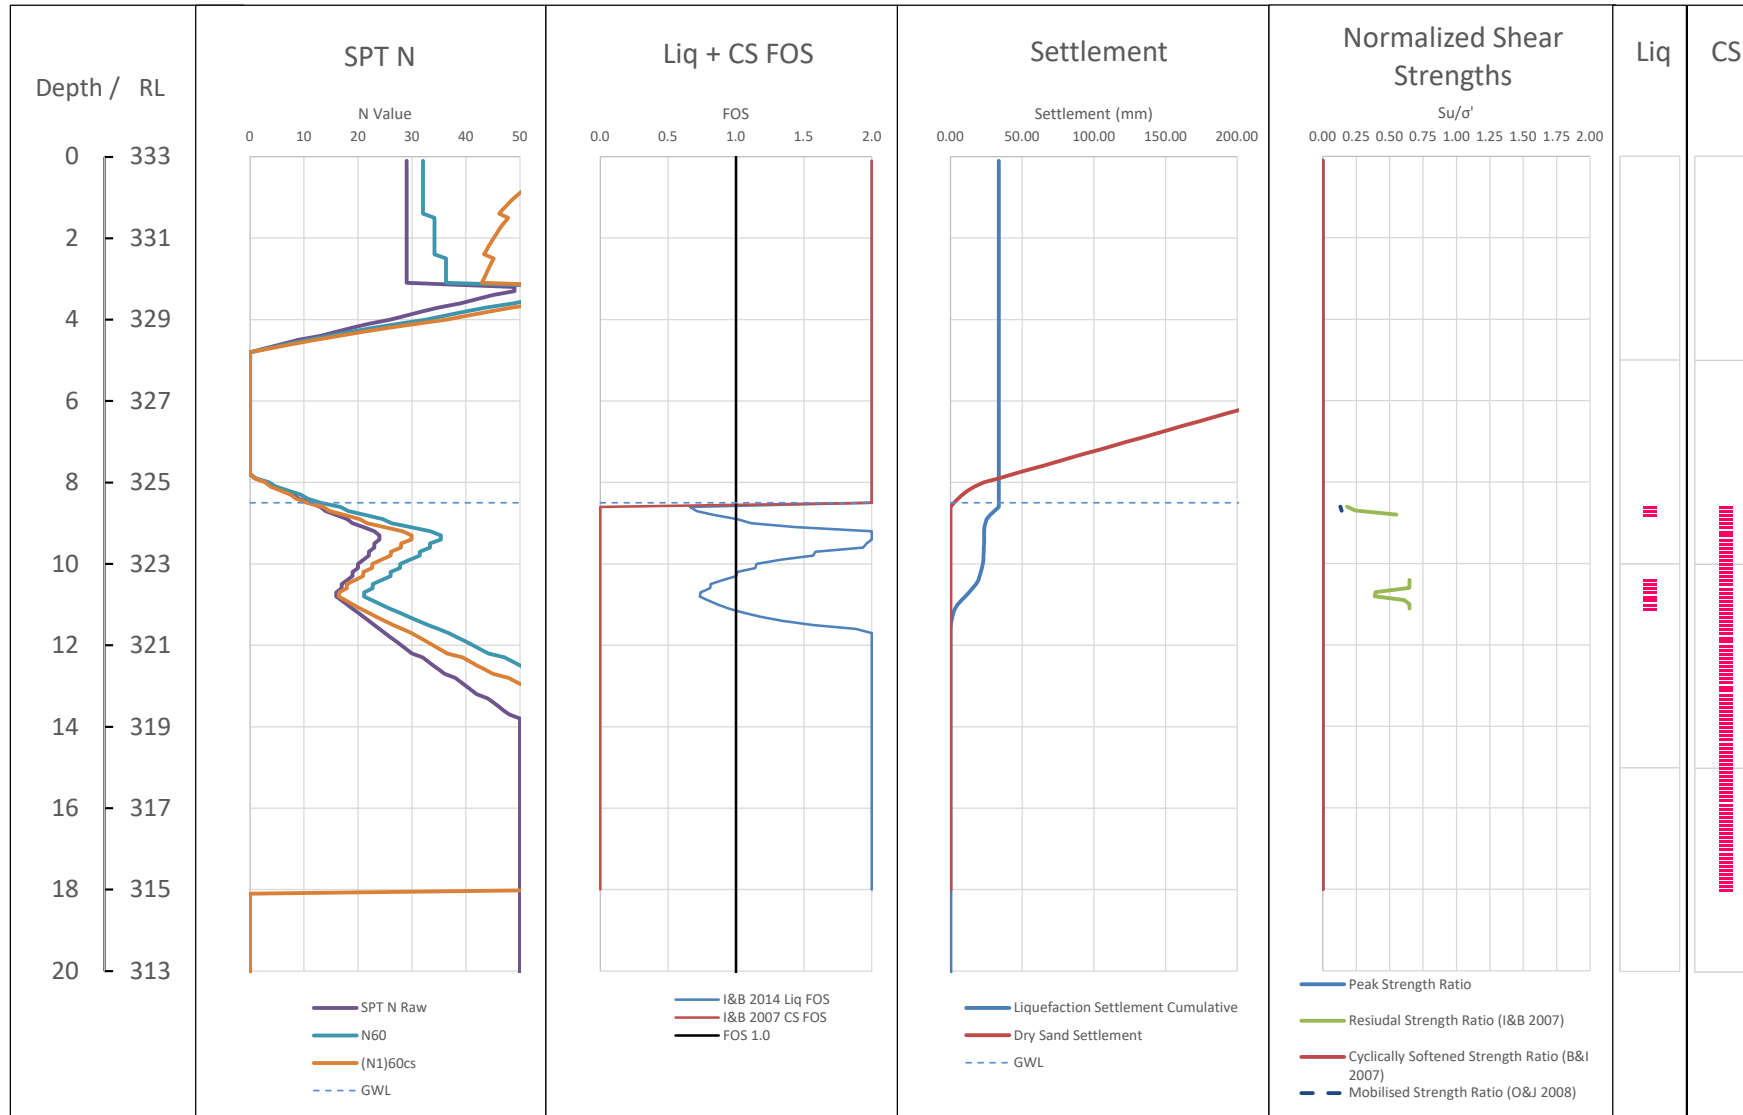 SPT N
Liq + CS FOS
Settlement
Normalized Shear
Strengths
Liq
CS
Depth / RL
N Value
FOS
Settlement (mm)
Su/σ'
0 10 20 30 40 50
0.0 0.5 1.0 1.5 2.0
0.00 50.00 100.00 150.00 200.00
0.00 0.25 0.50 0.75 1.00 1.25 1.50 1.75 2.00
0 333
2 331
4 329
6 327
8 325
10 323
12 321
14 319
16 317
18 315
20 313
SPT N Raw
N60
(N1)60cs
GWL
I&B 2014 Liq FOS
I&B 2007 CS FOS
FOS 1.0
Liquefaction Settlement Cumulative
Dry Sand Settlement
GWL
Peak Strength Ratio
Resiudal Strength Ratio (I&B 2007)
Cyclically Softened Strength Ratio (B&I
2007)
Mobilised Strength Ratio (O&J 2008)